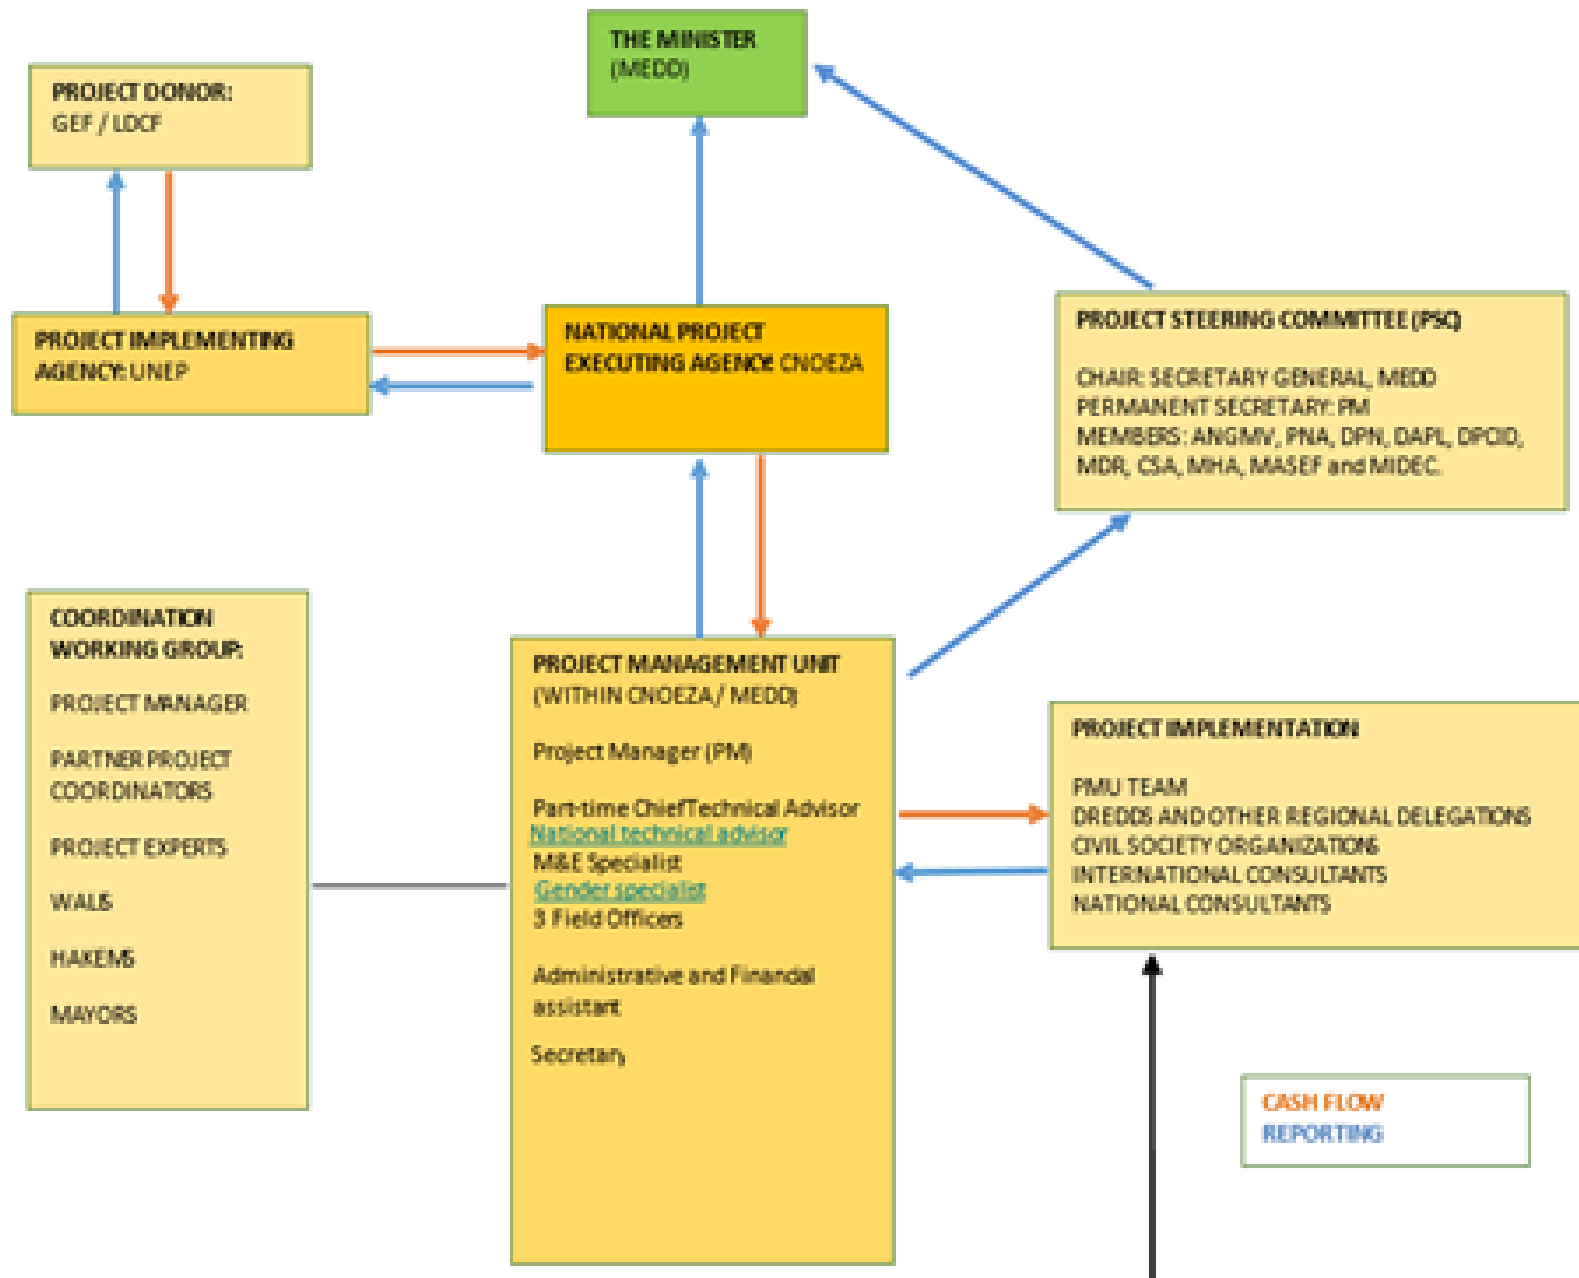 THE MINISTER
(MEDD)
PROJECT DONOR:
GEF / LDCF
PROJECT IMPLEMENTING
AGENCY: UNEP
NATIONAL PROJECT
EXECUTING AGENCY: CNOEZA
PROJECT STEERING COMMITTEE (PSC)
CHAIR: SECRETARY GENERAL, MEDD
PERMANENT SECRETARY: PM
MEMBERS: ANGMV, PNA, DPN, DAPL, DPCID,
MDR, CSA, MHA, MASEF and MIDEC.
COORDINATION
WORKING GROUP:
PROJECT MANAGER
PARTNER PROJECT
COORDINATORS
PROJECT EXPERTS
WALIS
HAKEMS
MAYORS
PROJECT MANAGEMENT UNIT
(WITHIN CNOEZA / MEDD)
Project Manager (PM)
Part-time Chief Technical Advisor
National technical advisor
M&E Specialist
Gender specialist
3 Field Officers
Administrative and Financial
assistant
Secretary
PROJECT IMPLEMENTATION
PMU TEAM
DREDDS AND OTHER REGIONAL DELEGATIONS
CIVIL SOCIETY ORGANIZATIONS
INTERNATIONAL CONSULTANTS
NATIONAL CONSULTANTS
CASH FLOW
REPORTING